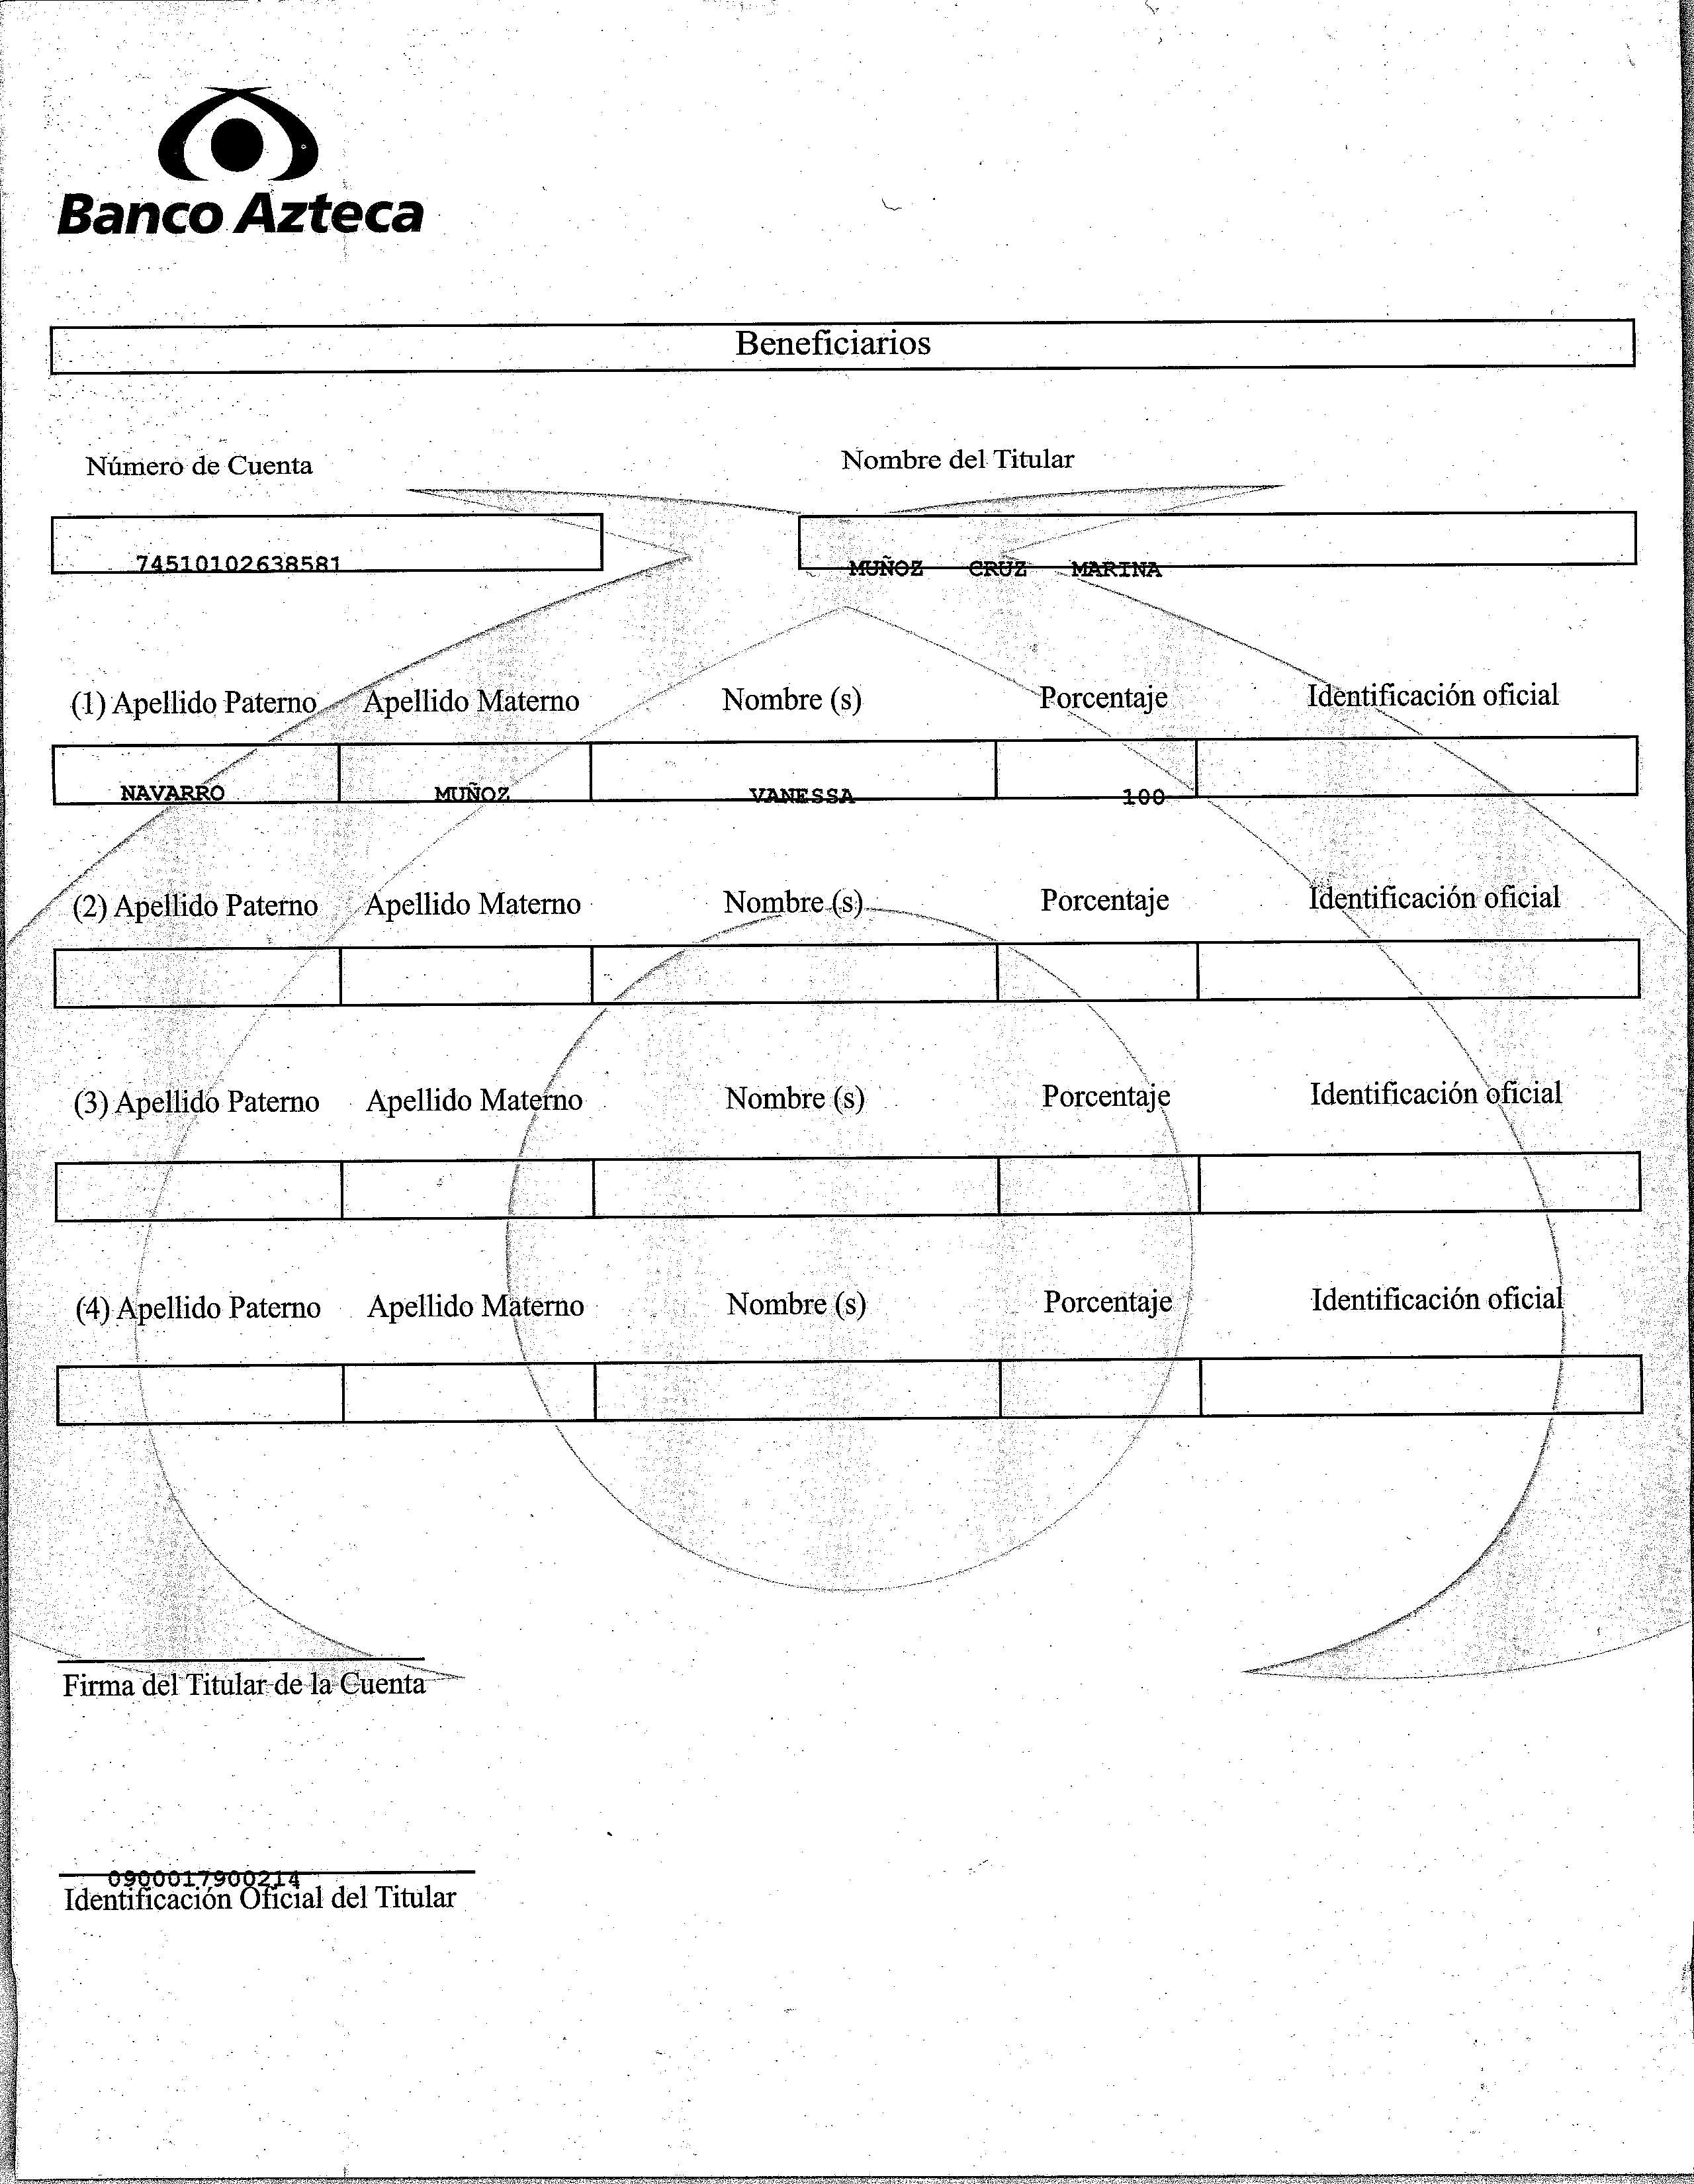 Banco Azteca
Beneficiarios
Número de Cuenta Nombre del Titular
74510102638581 MUÑOZ CRUZ MARINA
(1) Apellido Paterno Apellido Materno Nombre (s) Porcentaje Identificación oficial
NAVARRO MUÑOZ VANESSA 100
(2) Apellido Paterno Apellido Materno Nombre (s) Porcentaje Identificación oficial
(3) Apellido Paterno Apellido Materno Nombre (s) Porcentaje Identificación oficial
(4) Apellido Paterno Apellido Materno Nombre (s) Porcentaje Identificación oficial
Firma del Titular de la Cuenta
0900017900214
Identificación Oficial del Titular